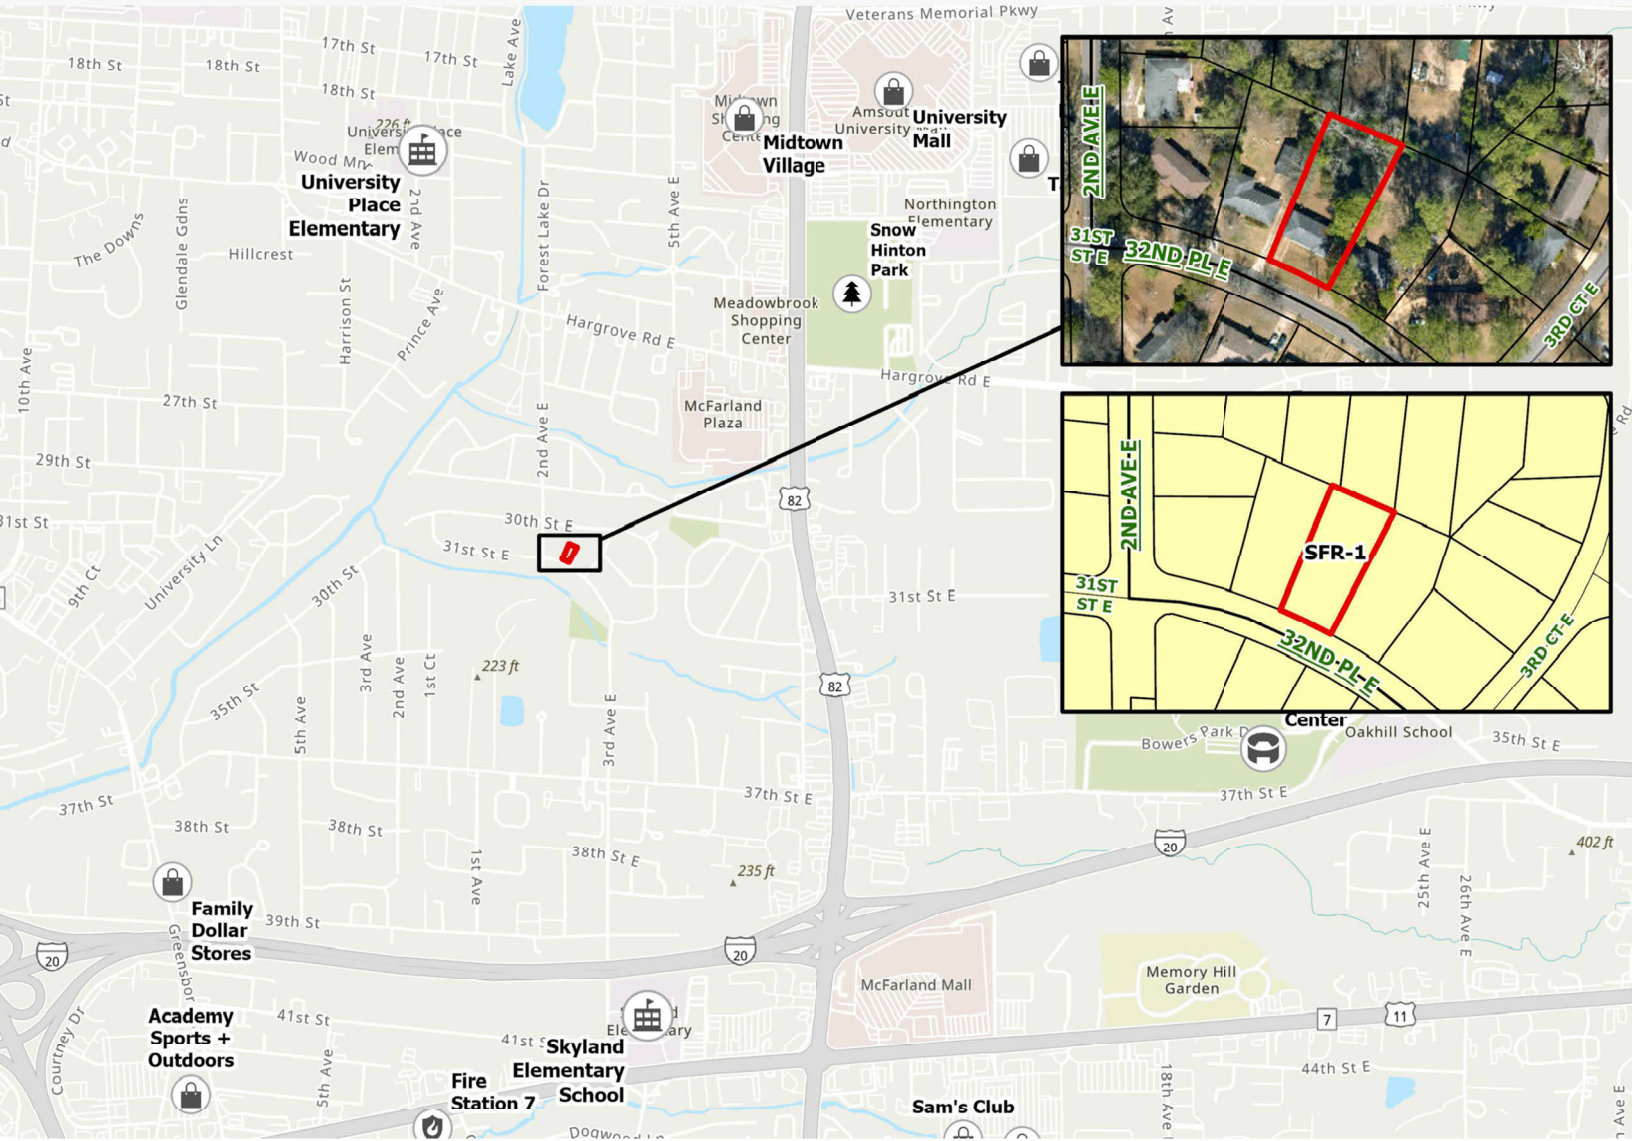 Veterans Memorial Pkwy
17th St
17th St
18th St
18th St
18th St
Lake Ave
226 ft
Wood Mnr
University
Place
Elementary
2nd Ave
The Downs
Glendale Gdns
Hillcrest
Harrison St
Prince Ave
Forest Lake Dr
5th Ave E
Midtown
Village
University
Mall
Northington
Elementary
Snow
Hinton
Park
Meadowbrook
Shopping
Center
Hargrove Rd E
Hargrove Rd E
McFarland
Plaza
10th Ave
27th St
29th St
31st St
2nd Ave E
30th St E
31st St E
31st St E
82
82
9th Ct
University Ln
30th St
3rd Ave
2nd Ave
1st Ct
223 ft
35th St
5th Ave
3rd Ave E
37th St
37th St E
37th St E
38th St
38th St
38th St E
1st Ave
235 ft
Family
Dollar
Stores
39th St
Greensbor
20
20
20
Academy
Sports +
Outdoors
41st St
41st S
Courtney Dr
5th Ave
Skyland
Elementary
School
Fire
Station 7
Dogwood Ln
McFarland Mall
Sam's Club
Memory Hill
Garden
7
11
44th St E
18th Ave
25th Ave E
26th Ave E
402 ft
35th St E
Oakhill School
Bowers Park D
Center
2ND AVE E
31ST
ST E
32ND PL E
3RD CT E
2ND AVE E
31ST
ST E
32ND PL E
3RD CT E
SFR-1